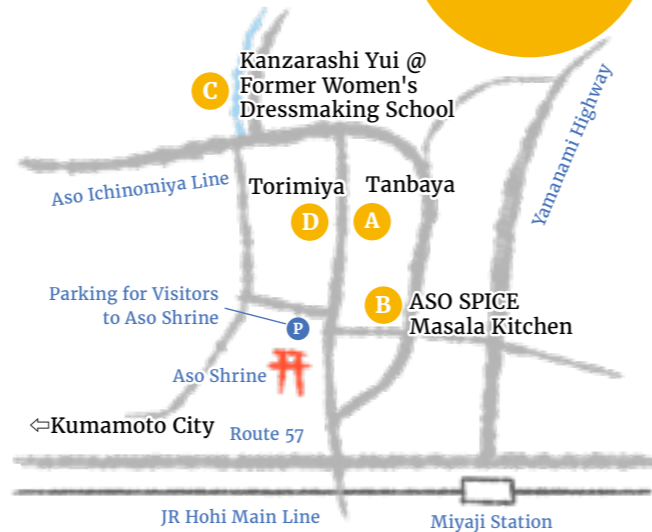 Kanzarashi Yui @
Former Women's
Dressmaking School
C
Yamanami Highway
Aso Ichinomiya Line
Torimiya
Tanbaya
D
A
Parking for Visitors
to Aso Shrine
P
B
ASO SPICE
Masala Kitchen
Aso Shrine
⇦Kumamoto City
Route 57
JR Hohi Main Line
Miyaji Station